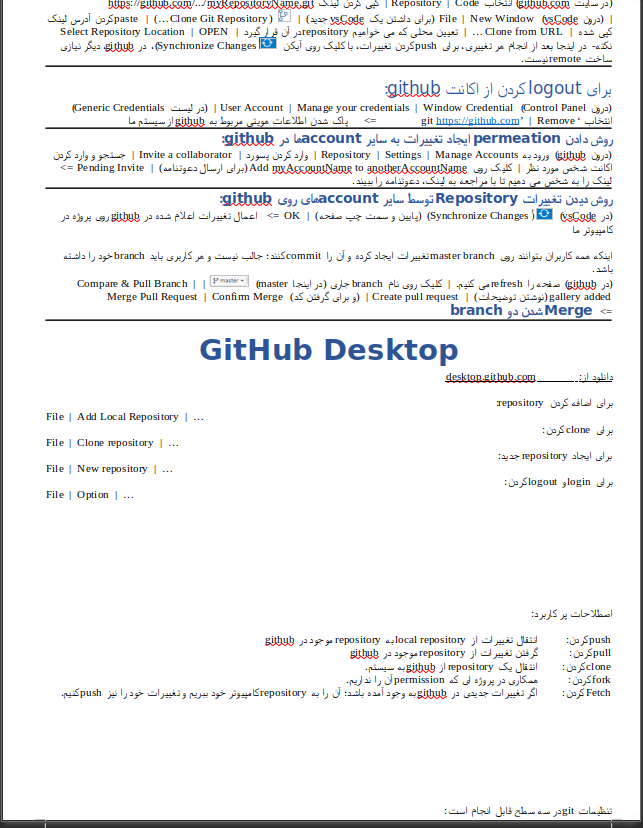 (در سایت github.com) انتخاب Repository | Code | کپی کردن لینک https://github.com/.../myRepositoryName.git
| (درون vsCode) File | New Window (برای داشتن یک vsCode جدید) | (Clone Git Repository…) | paste کردن آدرس لینک
کپی شده | Clone from URL | … تعیین محلی که می خواهیم repository در آن قرار گیرد | Select Repository Location | OPEN
نکته- در اینجا بعد از انجام هر تغییری، برای push کردن تغییرات، با کلیک روی آیکن (Synchronize Changes)، در github دیگر نیازی
ساخت remote نیست.
برای logout کردن از اکانت github:
(درون Control Panel) User Account | Manage your credentials | Window Credential | (در لیست Generic Credentials)
انتخاب ‘ git https://github.com’ | Remove => پاک شدن اطلاعات هویتی مربوط به github از سیستم ما
روش دادن permeation ایجاد تغییرات به سایر account ها در github:
(درون github) ورود به Repository | Settings | Manage Accounts | وارد کردن پسورد | Invite a collaborator | جستجو و وارد کردن
اکانت شخص مورد نظر | کلیک روی Add myAccountName to anotherAccountName (برای ارسال دعوتنامه) | Pending Invite =>
لینک را به شخص می دهیم تا با مراجعه به لینک، دعوتنامه را ببیند.
روش دیدن تغییرات Repository توسط سایر account های روی github:
(در vsCode) (Synchronize Changes) (پایین و سمت چپ صفحه) | OK => اعمال تغییرات اعلام شده در github روی پروژه در
کامپیوتر ما
اینکه همه کاربران بتوانند روی master branch تغییرات ایجاد کرده و آن را commit کنند؛ جالب نیست و هر کاربری باید branch خود را داشته
باشد.
(در github) صفحه را refresh می کنیم. | کلیک روی نام branch جاری (در اینجا master) master | | Compare & Pull Branch
gallery added (نوشتن توضیحات) | Create pull request | (و برای گرفتن کد) Merge Pull Request | Confirm Merge
=> Merge شدن دو branch
GitHub Desktop
دانلود از: desktop.github.com
برای اضافه کردن repository:
File | Add Local Repository | …
برای clone کردن:
File | Clone repository | …
برای ایجاد repository جدید:
File | New repository | …
برای login و logout کردن:
File | Option | …
اصطلاحات پر کاربرد:
push کردن: انتقال تغییرات از local repository به repository موجود در github
pull کردن: گرفتن تغییرات از repository موجود در github
clone کردن: انتقال یک repository از github به سیستم.
fork کردن: همکاری در پروژه ای که permission آن را نداریم.
Fetch کردن: اگر تغییرات جدیدی در github به وجود آمده باشد؛ آن را به repository کامپیوتر خود ببریم و تغییرات خود را نیز push کنیم.
تنظیمات git در سه سطح قابل انجام است: